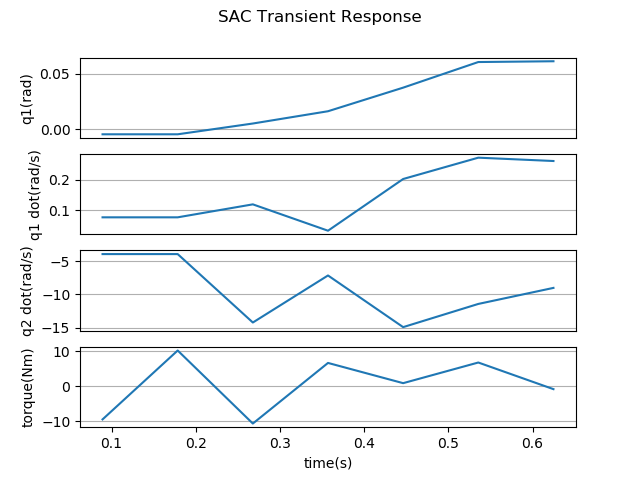 SAC Transient Response
0.05
0.00
q1(rad)
0.2
0.1
q1 dot(rad/s)
−5
−10
−15
q2 dot(rad/s)
10
0
−10
torque(Nm)
0.1 0.2 0.3 0.4 0.5 0.6
time(s)